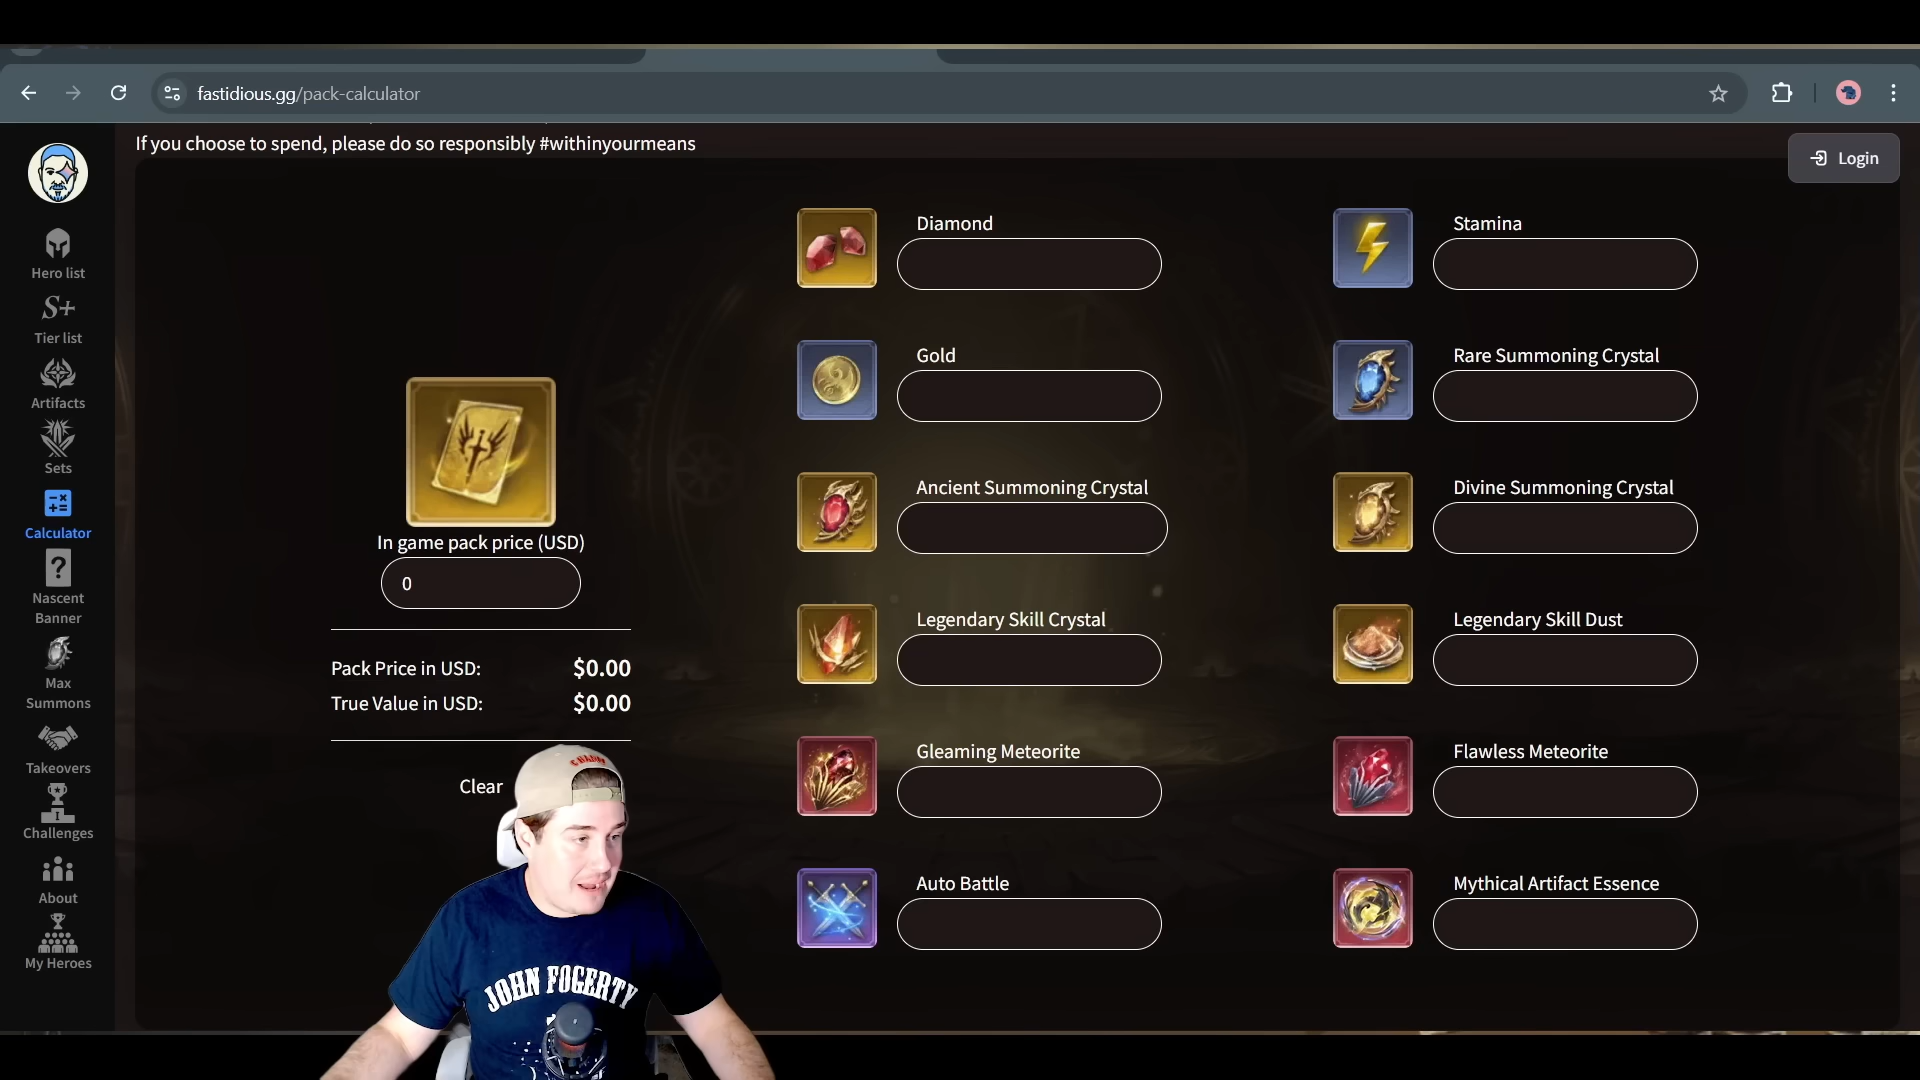 fastidious.gg/pack-calculator
If you choose to spend, please do so responsibly #withinyourmeans
Login
Hero list
S+
Tier list
Artifacts
Sets
Calculator
?
Nascent
Banner
Max
Summons
Takeovers
I
Challenges
About
My Heroes
In game pack price (USD)
0
Pack Price in USD: $0.00
True Value in USD: $0.00
Clear
Diamond
Stamina
Gold
Rare Summoning Crystal
Ancient Summoning Crystal
Divine Summoning Crystal
Legendary Skill Crystal
Legendary Skill Dust
Gleaming Meteorite
Flawless Meteorite
Auto Battle
Mythical Artifact Essence
JOHN FOGERTY